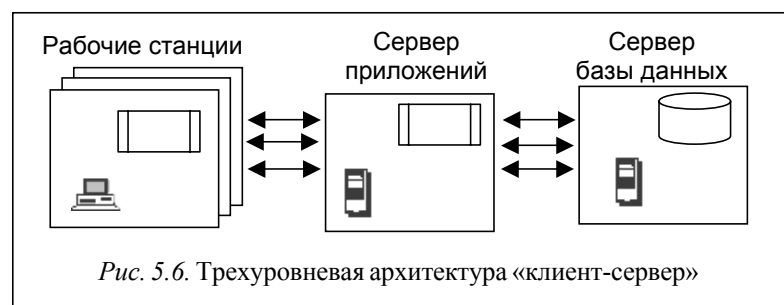 Рабочие станции
Сервер
приложений
Сервер
базы данных
Рис. 5.6. Трехуровневая архитектура «клиент-сервер»